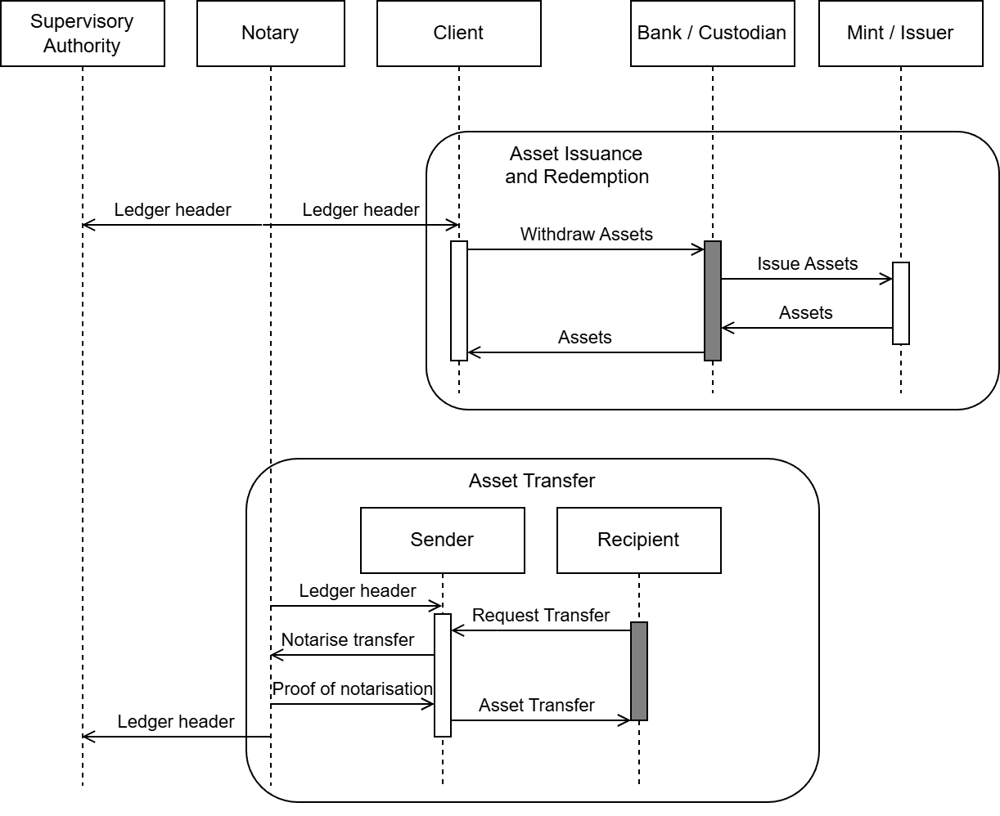 Supervisory
Authority
Notary
Client
Bank / Custodian
Mint / Issuer
Asset Issuance
and Redemption
Ledger header
Ledger header
Withdraw Assets
Issue Assets
Assets
Assets
Asset Transfer
Sender
Recipient
Ledger header
Request Transfer
Notarise transfer
Proof of notarisation
Asset Transfer
Ledger header